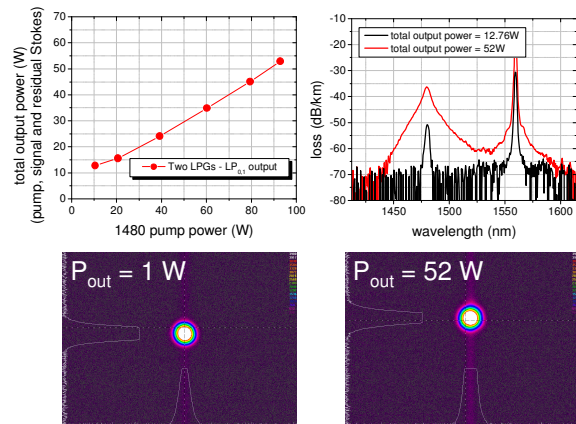 total output power (W)
(pump, signal and residual Stokes)
70
60
50
40
30
20
10
0
0 20 40 60 80 100
1480 pump power (W)
Two LPGs - LP0,1 output
loss (dB/km)
-10
-20
-30
-40
-50
-60
-70
-80
1450 1500 1550 1600
wavelength (nm)
total output power = 12.76W
total output power = 52W
Pout = 1 W
Pout = 52 W